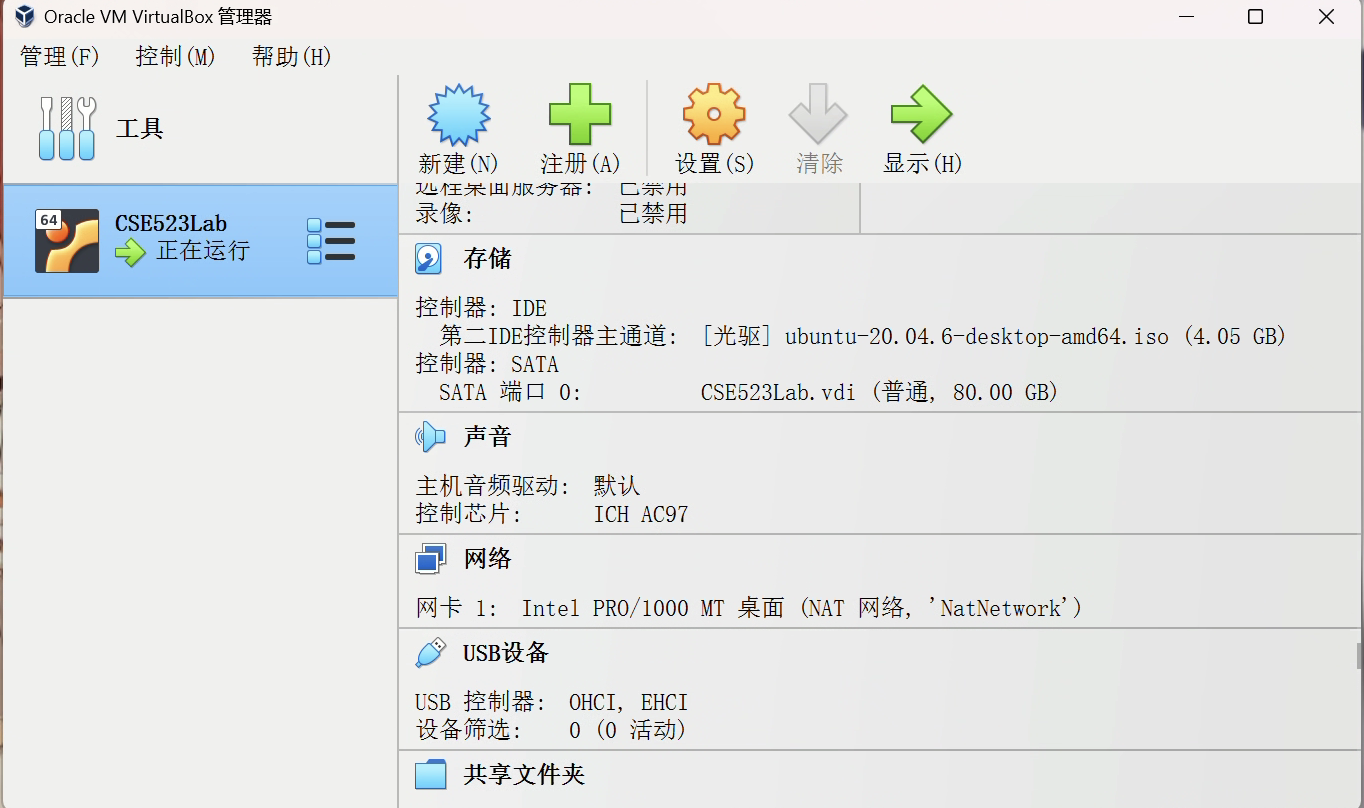 Oracle VM VirtualBox 管理器
管理(F) 控制(M) 帮助(H)
工具
新建(N) 注册(A) 设置(S) 清除 显示(H)
64
CSE523Lab
正在运行
远程桌面服务器: 已禁用
录像: 已禁用
存储
控制器: IDE
第二IDE控制器主通道: [光驱] ubuntu-20.04.6-desktop-amd64.iso (4.05 GB)
控制器: SATA
SATA 端口 0: CSE523Lab.vdi (普通, 80.00 GB)
声音
主机音频驱动: 默认
控制芯片: ICH AC97
网络
网卡 1: Intel PRO/1000 MT 桌面 (NAT 网络, 'NatNetwork')
USB设备
USB 控制器: OHCI, EHCI
设备筛选: 0 (0 活动)
共享文件夹